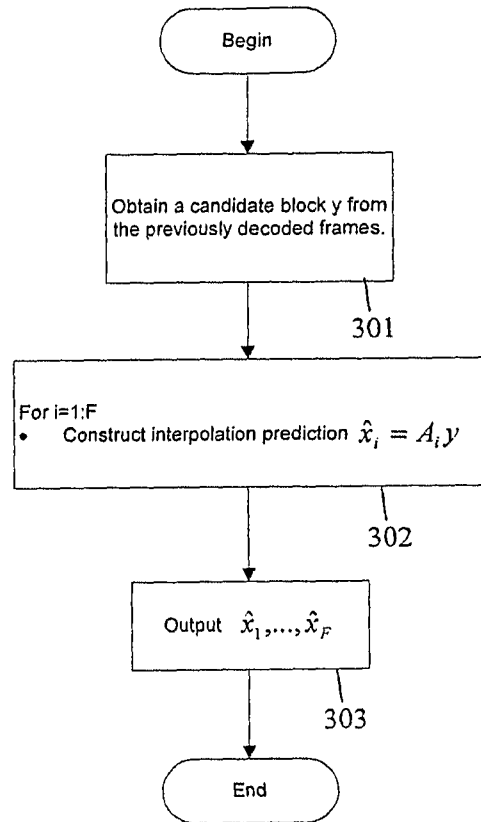 Begin
Obtain a candidate block y from
the previously decoded frames.
301
For i=1:F
• Construct interpolation prediction x̂ᵢ = Aᵢy
302
Output x̂₁,...,x̂_F
303
End